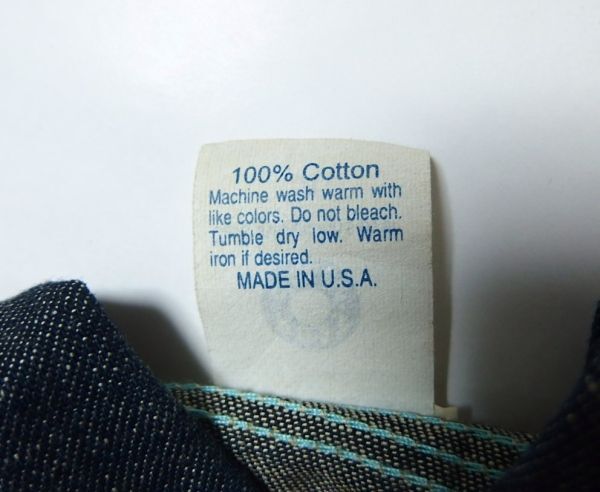 100% Cotton
Machine wash warm with
like colors. Do not bleach.
Tumble dry low. Warm
iron if desired.
MADE IN U.S.A.